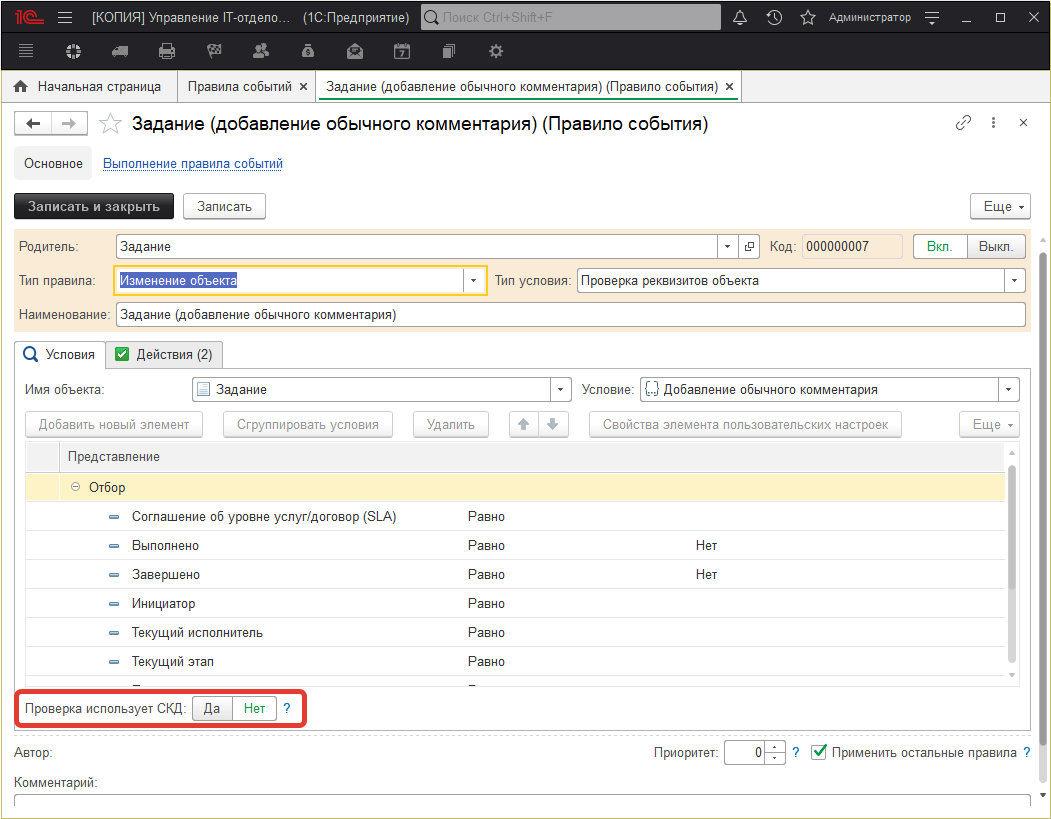 1С [КОПИЯ] Управление IT-отдело... (1С:Предприятие) Поиск Ctrl+Shift+F Администратор
7
Начальная страница Правила событий × Задание (добавление обычного комментария) (Правило события) ×
Задание (добавление обычного комментария) (Правило события)
Основное Выполнение правила событий
Записать и закрыть Записать Еще
Родитель: Задание Код: 000000007 Вкл. Выкл.
Тип правила: Изменение объекта Тип условия: Проверка реквизитов объекта
Наименование: Задание (добавление обычного комментария)
Условия Действия (2)
Имя объекта: Задание Условие: {..} Добавление обычного комментария
Добавить новый элемент Сгруппировать условия Удалить Свойства элемента пользовательских настроек Еще
Представление
Отбор
Соглашение об уровне услуг/договор (SLA) Равно
Выполнено Равно Нет
Завершено Равно Нет
Инициатор Равно
Текущий исполнитель Равно
Текущий этап Равно
Проверка использует СКД: Да Нет ?
Автор: Приоритет: 0 ? Применить остальные правила ?
Комментарий: